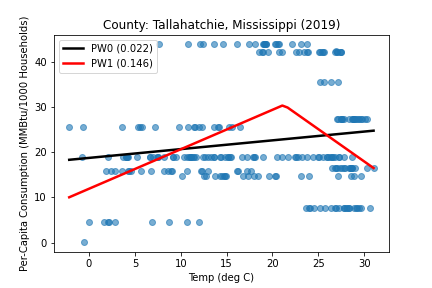 County: Tallahatchie, Mississippi (2019)
PW0 (0.022)
PW1 (0.146)
Per-Capita Consumption (MMBtu/1000 Households)
40
30
20
10
0
0
5
10
15
20
25
30
Temp (deg C)